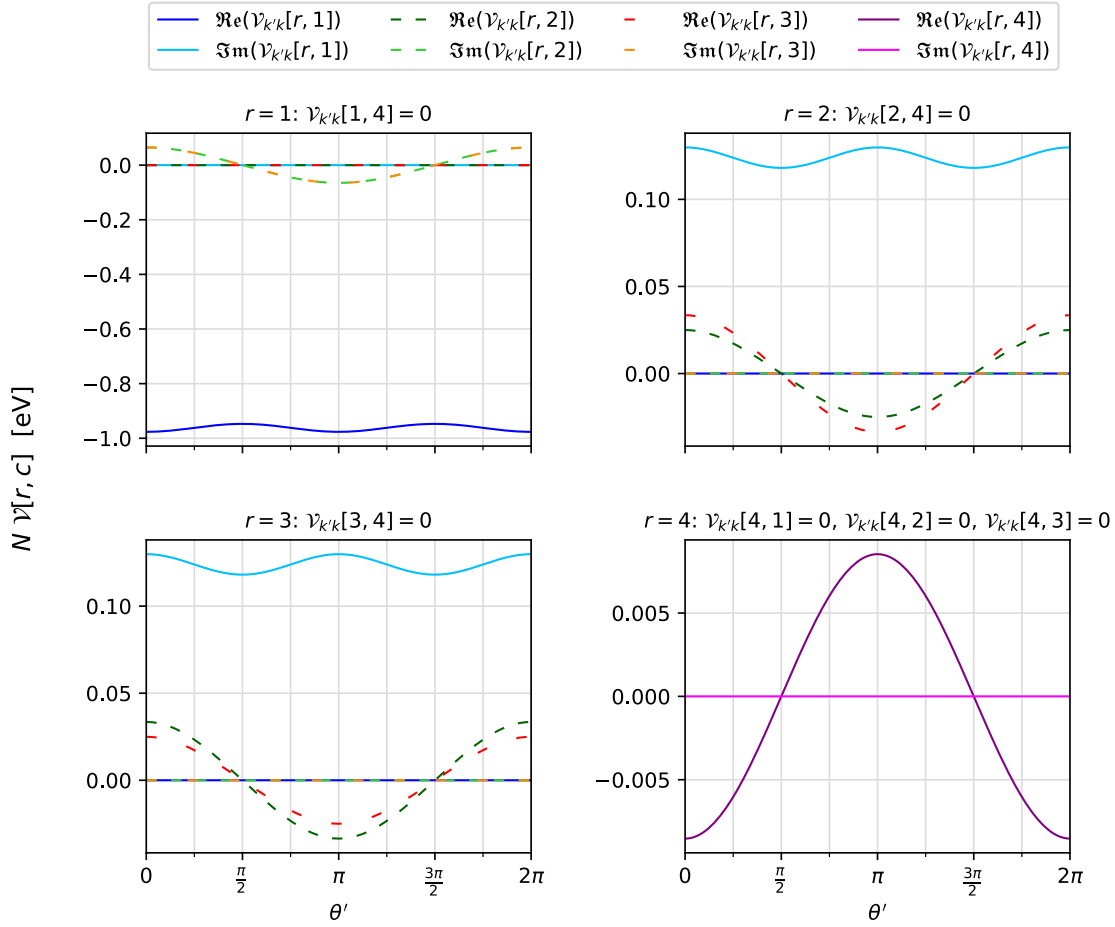 ℜe(𝒱k′k[r, 1]) ℜe(𝒱k′k[r, 2]) ℜe(𝒱k′k[r, 3]) ℜe(𝒱k′k[r, 4])
ℑm(𝒱k′k[r, 1]) ℑm(𝒱k′k[r, 2]) ℑm(𝒱k′k[r, 3]) ℑm(𝒱k′k[r, 4])
r = 1: 𝒱k′k[1, 4] = 0
0.0
−0.2
−0.4
−0.6
−0.8
−1.0
r = 2: 𝒱k′k[2, 4] = 0
0.10
0.05
0.00
N 𝒱[r, c] [eV]
r = 3: 𝒱k′k[3, 4] = 0
0.10
0.05
0.00
0 π/2 π 3π/2 2π
θ′
r = 4: 𝒱k′k[4, 1] = 0, 𝒱k′k[4, 2] = 0, 𝒱k′k[4, 3] = 0
0.005
0.000
−0.005
0 π/2 π 3π/2 2π
θ′